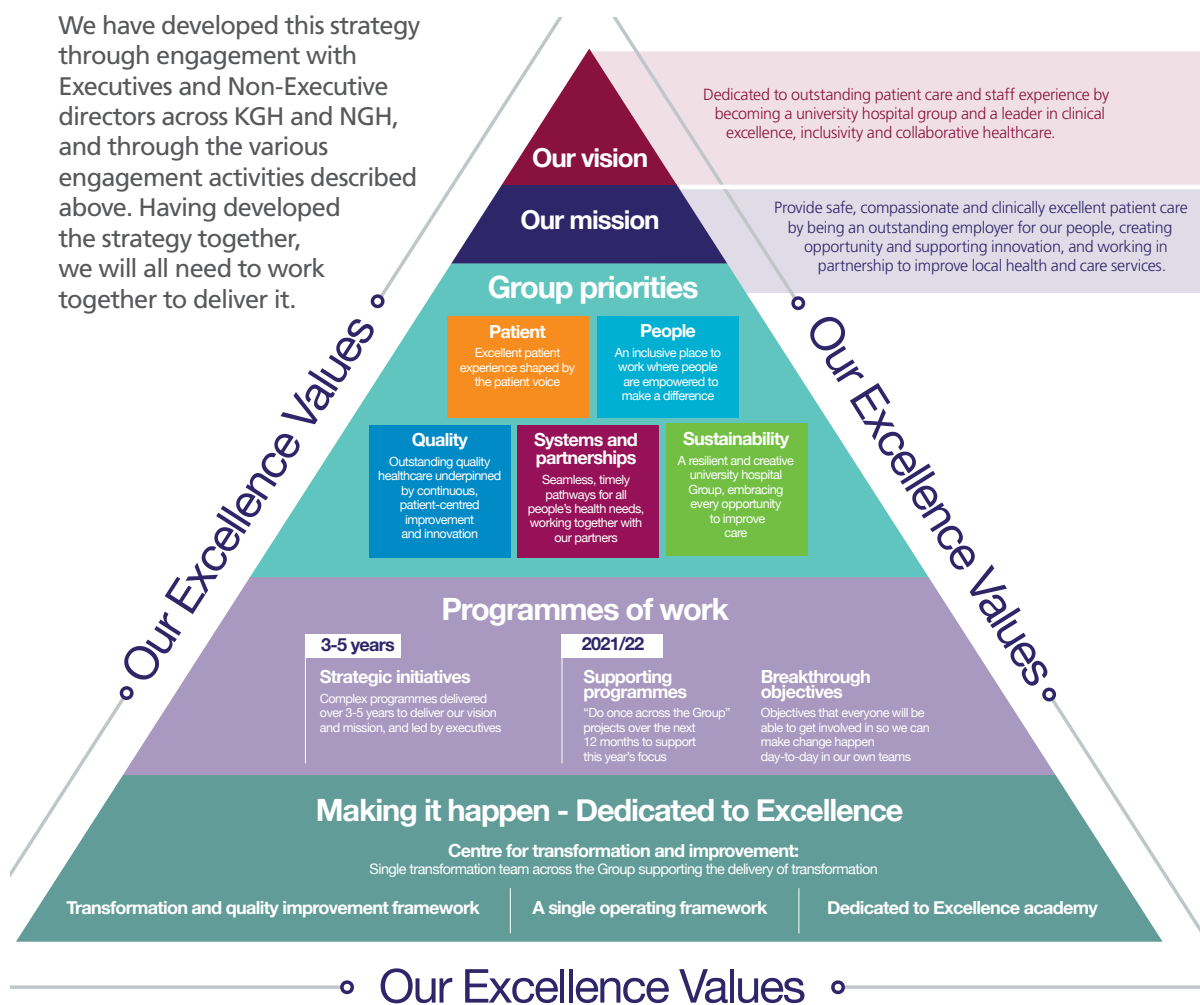 We have developed this strategy
through engagement with
Executives and Non-Executive
directors across KGH and NGH,
and through the various
engagement activities described
above. Having developed
the strategy together,
we will all need to work
together to deliver it.
Our vision
Dedicated to outstanding patient care and staff experience by
becoming a university hospital group and a leader in clinical
excellence, inclusivity and collaborative healthcare.
Our mission
Provide safe, compassionate and clinically excellent patient care
by being an outstanding employer for our people, creating
opportunity and supporting innovation, and working in
partnership to improve local health and care services.
Group priorities
Patient
Excellent patient
experience shaped by
the patient voice
People
An inclusive place to
work where people
are empowered to
make a difference
Quality
Outstanding quality
healthcare underpinned
by continuous,
patient-centred
improvement
and innovation
Systems and
partnerships
Seamless, timely
pathways for all
people's health needs,
working together with
our partners
Sustainability
A resilient and creative
university hospital
Group, embracing
every opportunity
to improve
care
Programmes of work
3-5 years
Strategic initiatives
Complex programmes delivered
over 3-5 years to deliver our vision
and mission, and led by executives
2021/22
Supporting
programmes
“Do once across the Group”
projects over the next
12 months to support
this year's focus
Breakthrough
objectives
Objectives that everyone will be
able to get involved in so we can
make change happen
day-to-day in our own teams
Making it happen - Dedicated to Excellence
Centre for transformation and improvement:
Single transformation team across the Group supporting the delivery of transformation
Transformation and quality improvement framework
A single operating framework
Dedicated to Excellence academy
Our Excellence Values
Our Excellence Values
Our Excellence Values